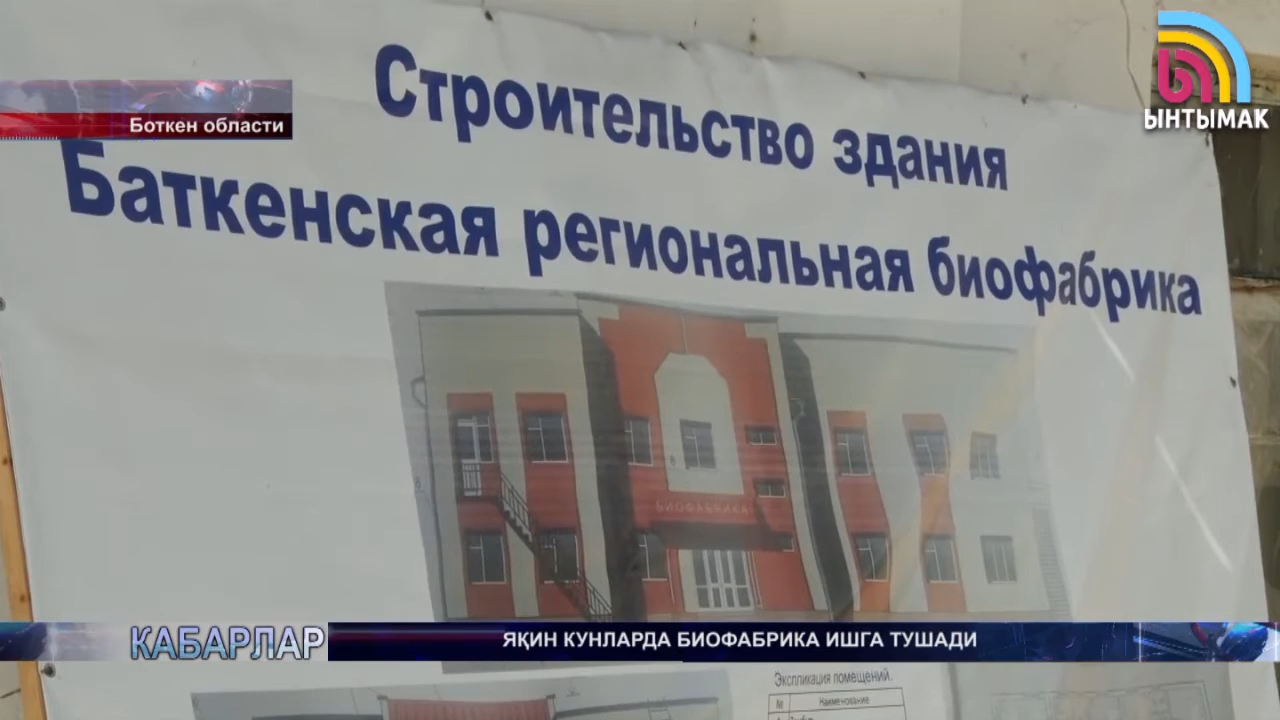 Строительство здания
Баткенская региональная биофабрика
Боткен области
ЫНТЫМАК
БИОФАБРИКА
КАБАРЛАР
ЯҚИН КУНЛАРДА БИОФАБРИКА ИШГА ТУШАДИ
Экспликация помещений.
№ Наименование